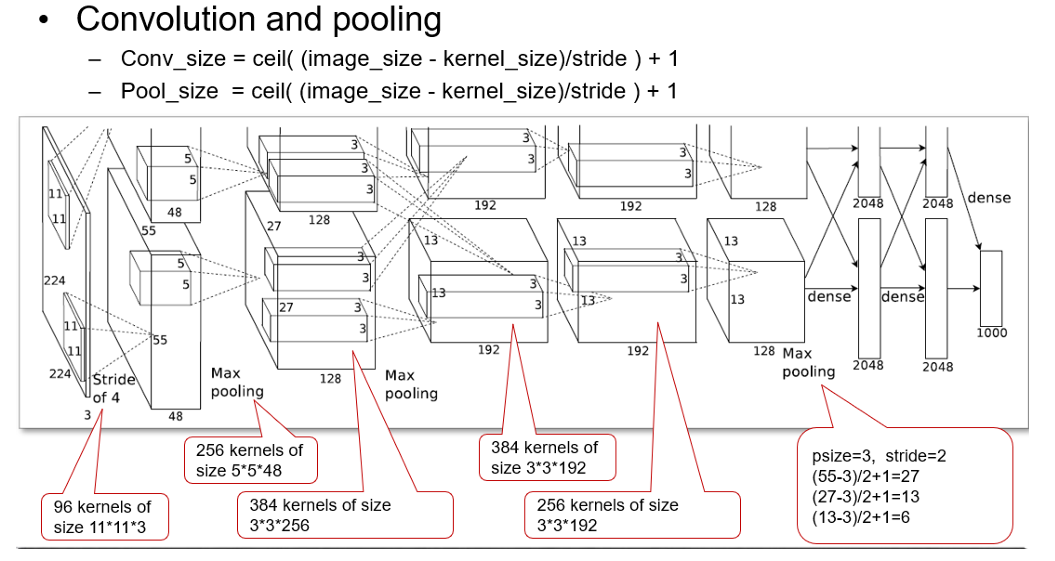 • Convolution and pooling
– Conv_size = ceil( (image_size - kernel_size)/stride ) + 1
– Pool_size = ceil( (image_size - kernel_size)/stride ) + 1
11
11
224
11
11
224
3
Stride
of 4
5
5
48
55
5
5
55
48
Max
pooling
3
3
3
128
27
3
3
27
3
3
128
Max
pooling
3
3
192
13
13
3
3
192
3
3
192
13
3
3
13
192
128
13
13
128
Max
pooling
2048
2048
dense
dense
dense
2048
2048
1000
96 kernels of
size 11*11*3
256 kernels of
size 5*5*48
384 kernels of size
3*3*256
384 kernels of
size 3*3*192
256 kernels of size
3*3*192
psize=3, stride=2
(55-3)/2+1=27
(27-3)/2+1=13
(13-3)/2+1=6